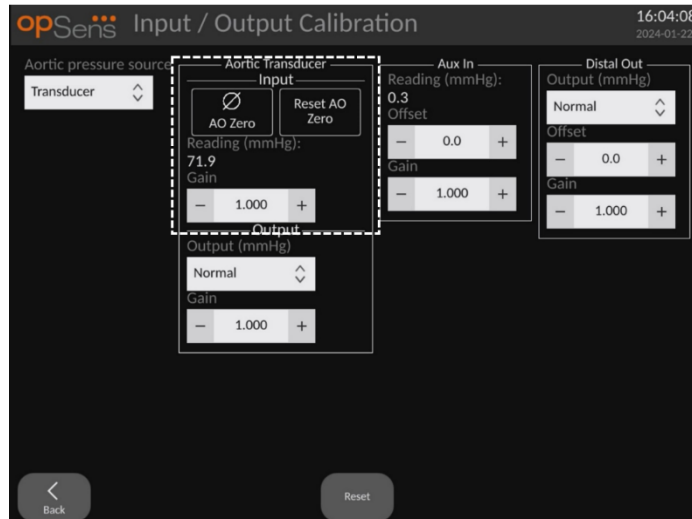 opSens Input / Output Calibration
16:04:08
2024-01-22
Aortic pressure source
Transducer
Aortic Transducer
Input
AO Zero
Reset AO
Zero
Reading (mmHg):
71.9
Gain
− 1.000 +
Output
Output (mmHg)
Normal
Gain
− 1.000 +
Aux In
Reading (mmHg):
0.3
Offset
− 0.0 +
Gain
− 1.000 +
Distal Out
Output (mmHg)
Normal
Offset
− 0.0 +
Gain
− 1.000 +
Back
Reset